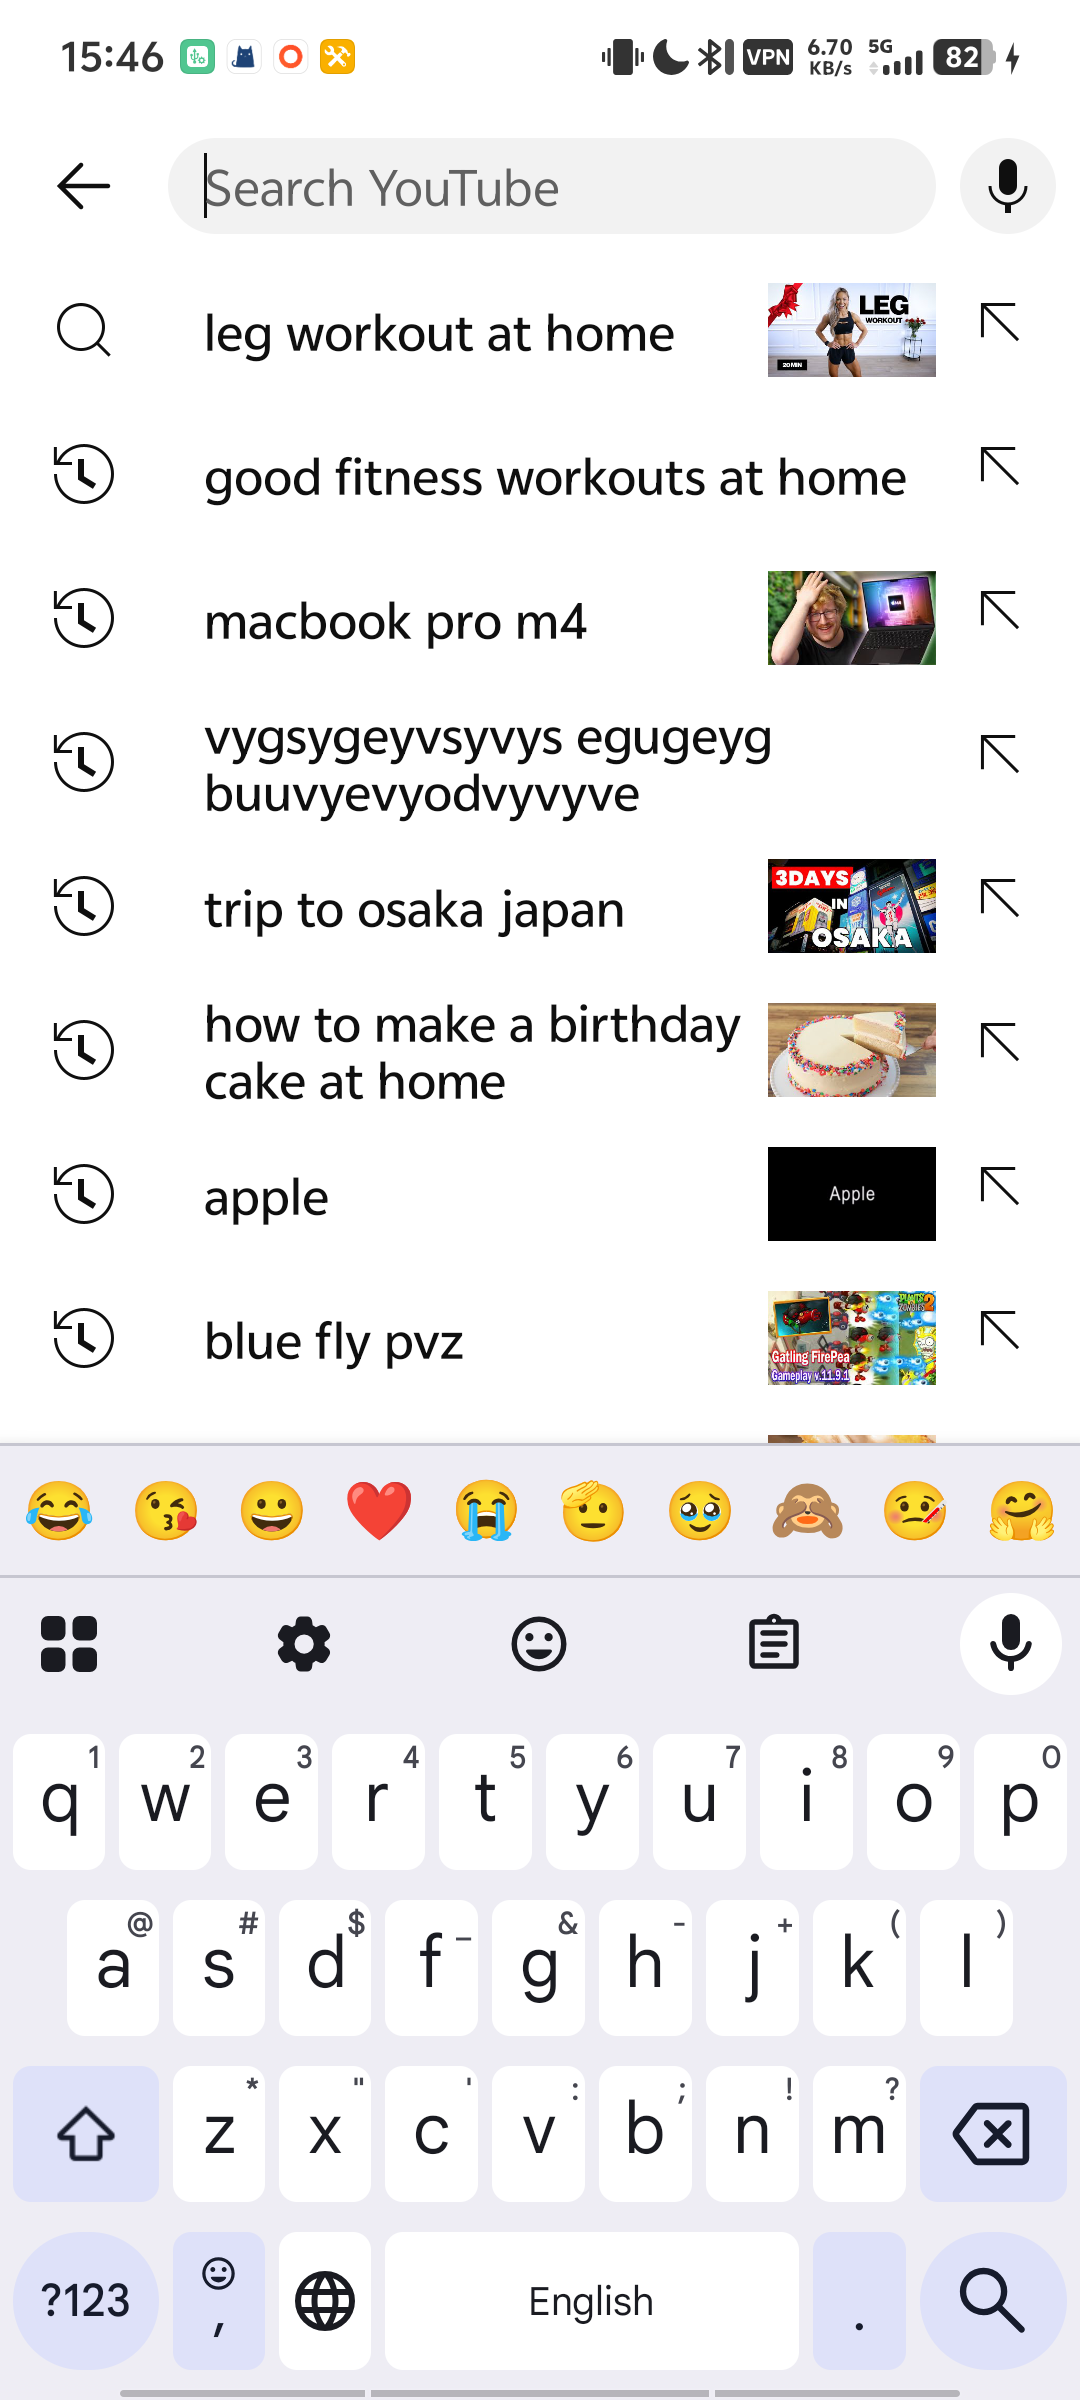 15:46
VPN
6.70
KB/s
5G
82
Search YouTube
leg workout at home
LEG
WORKOUT
20 MIN
good fitness workouts at home
macbook pro m4
vygsygeyvsyvys egugeyg
buuvyevyodvyvyve
trip to osaka japan
3DAYS
IN
OSAKA
how to make a birthday
cake at home
apple
Apple
blue fly pvz
PLANTS
ZOMBIES 2
Gatling FirePea
Gameplay v.11.9.1
1 2 3 4 5 6 7 8 9 0
q w e r t y u i o p
@ # $ _ & - + ( )
a s d f g h j k l
* " ' : ; ! ?
z x c v b n m
?123 , English .